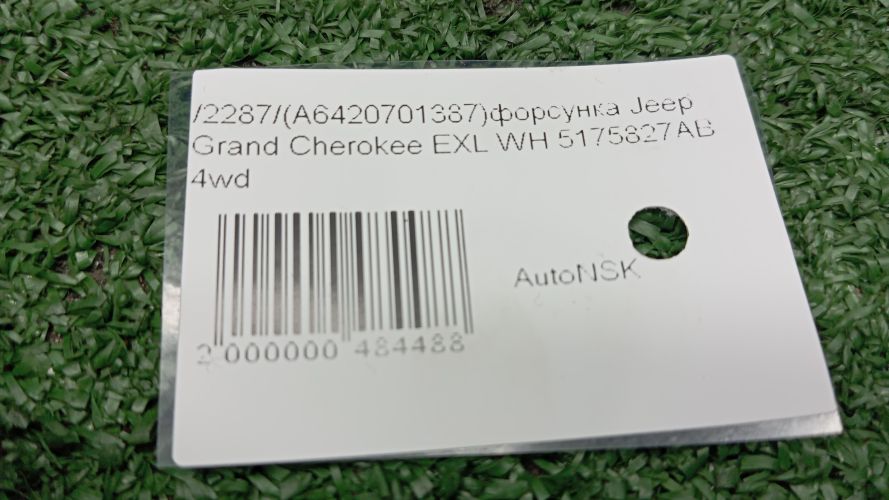 /2287/(A6420701387)форсунка Jeep
Grand Cherokee EXL WH 5175827AB
4wd
AutoNSK
2 000000 484488